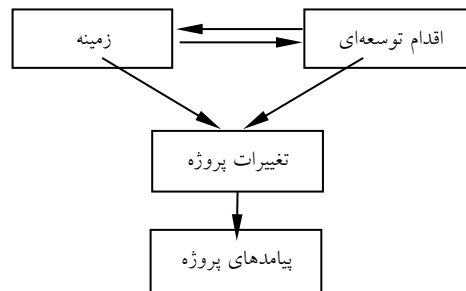 اقدام توسعه‌ای
زمینه
تغییرات پروژه
پیامدهای پروژه